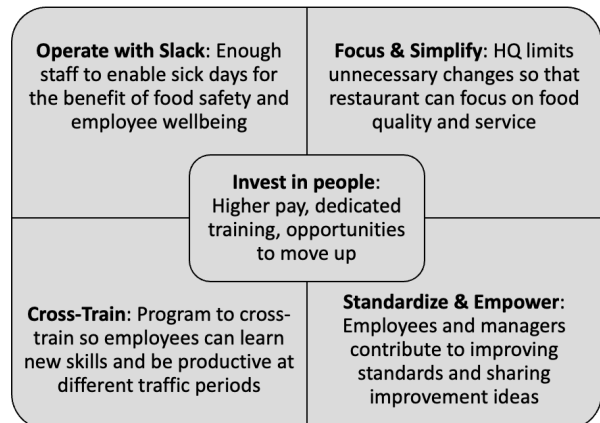 Operate with Slack: Enough
staff to enable sick days for
the benefit of food safety and
employee wellbeing
Focus & Simplify: HQ limits
unnecessary changes so that
restaurant can focus on food
quality and service
Invest in people:
Higher pay, dedicated
training, opportunities
to move up
Cross-Train: Program to cross-
train so employees can learn
new skills and be productive at
different traffic periods
Standardize & Empower:
Employees and managers
contribute to improving
standards and sharing
improvement ideas